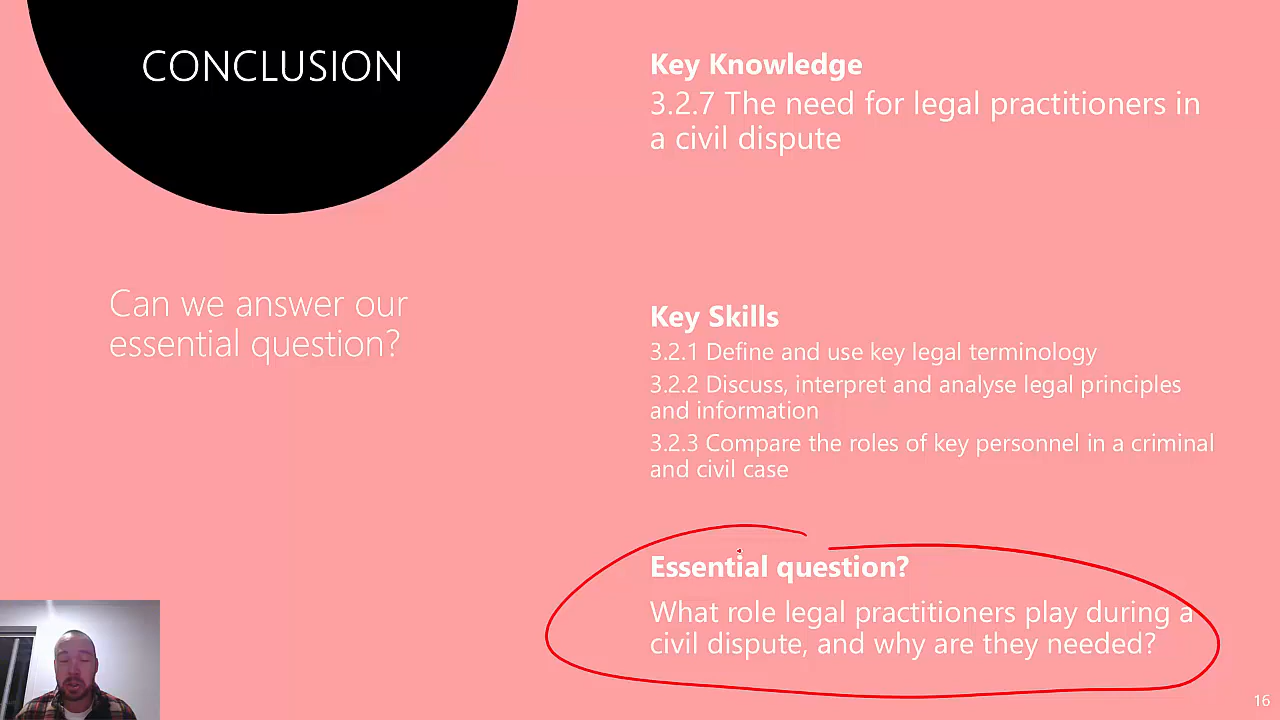 CONCLUSION
Can we answer our
essential question?
Key Knowledge
3.2.7 The need for legal practitioners in
a civil dispute
Key Skills
3.2.1 Define and use key legal terminology
3.2.2 Discuss, interpret and analyse legal principles
and information
3.2.3 Compare the roles of key personnel in a criminal
and civil case
Essential question?
What role legal practitioners play during a
civil dispute, and why are they needed?
16